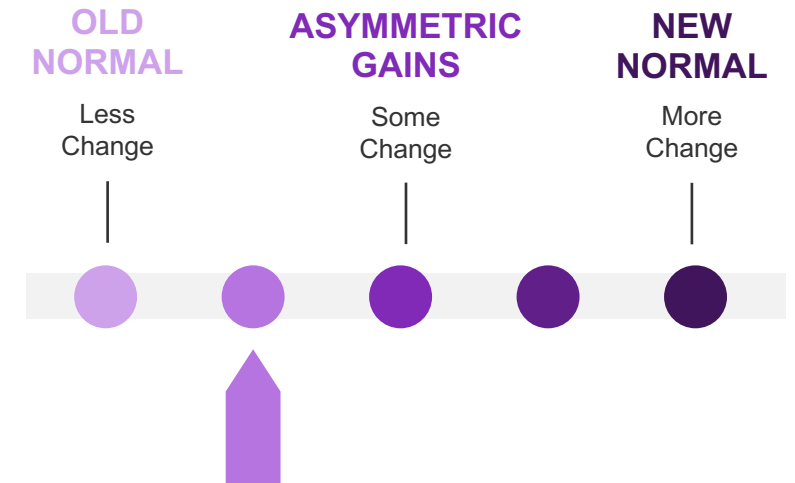 OLD
NORMAL
Less
Change
ASYMMETRIC
GAINS
Some
Change
NEW
NORMAL
More
Change